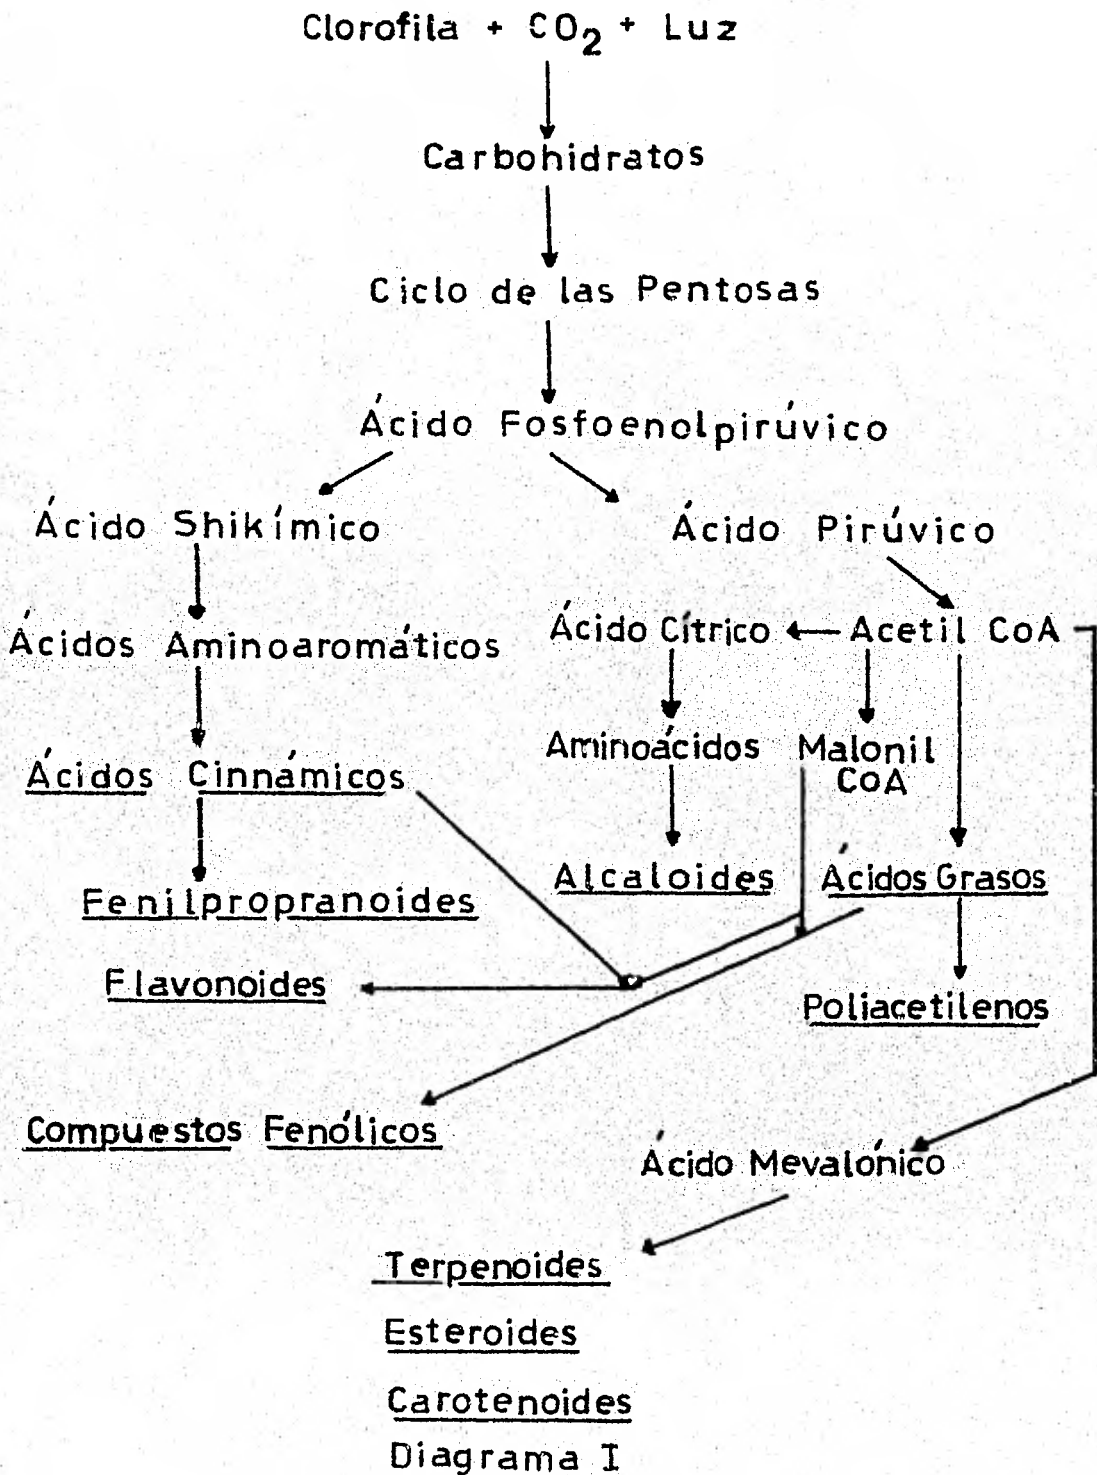 Clorofila + CO₂ + Luz
Carbohidratos
Ciclo de las Pentosas
Ácido Fosfoenolpirúvico
Ácido Shikímico
Ácido Pirúvico
Ácidos Aminoaromáticos
Ácido Cítrico
Acetil CoA
Aminoácidos
Malonil
CoA
Ácidos Cinnámicos
Alcaloides
Ácidos Grasos
Fenilpropranoides
Flavonoides
Poliacetilenos
Compuestos Fenólicos
Ácido Mevalónico
Terpenoides
Esteroides
Carotenoides
Diagrama I